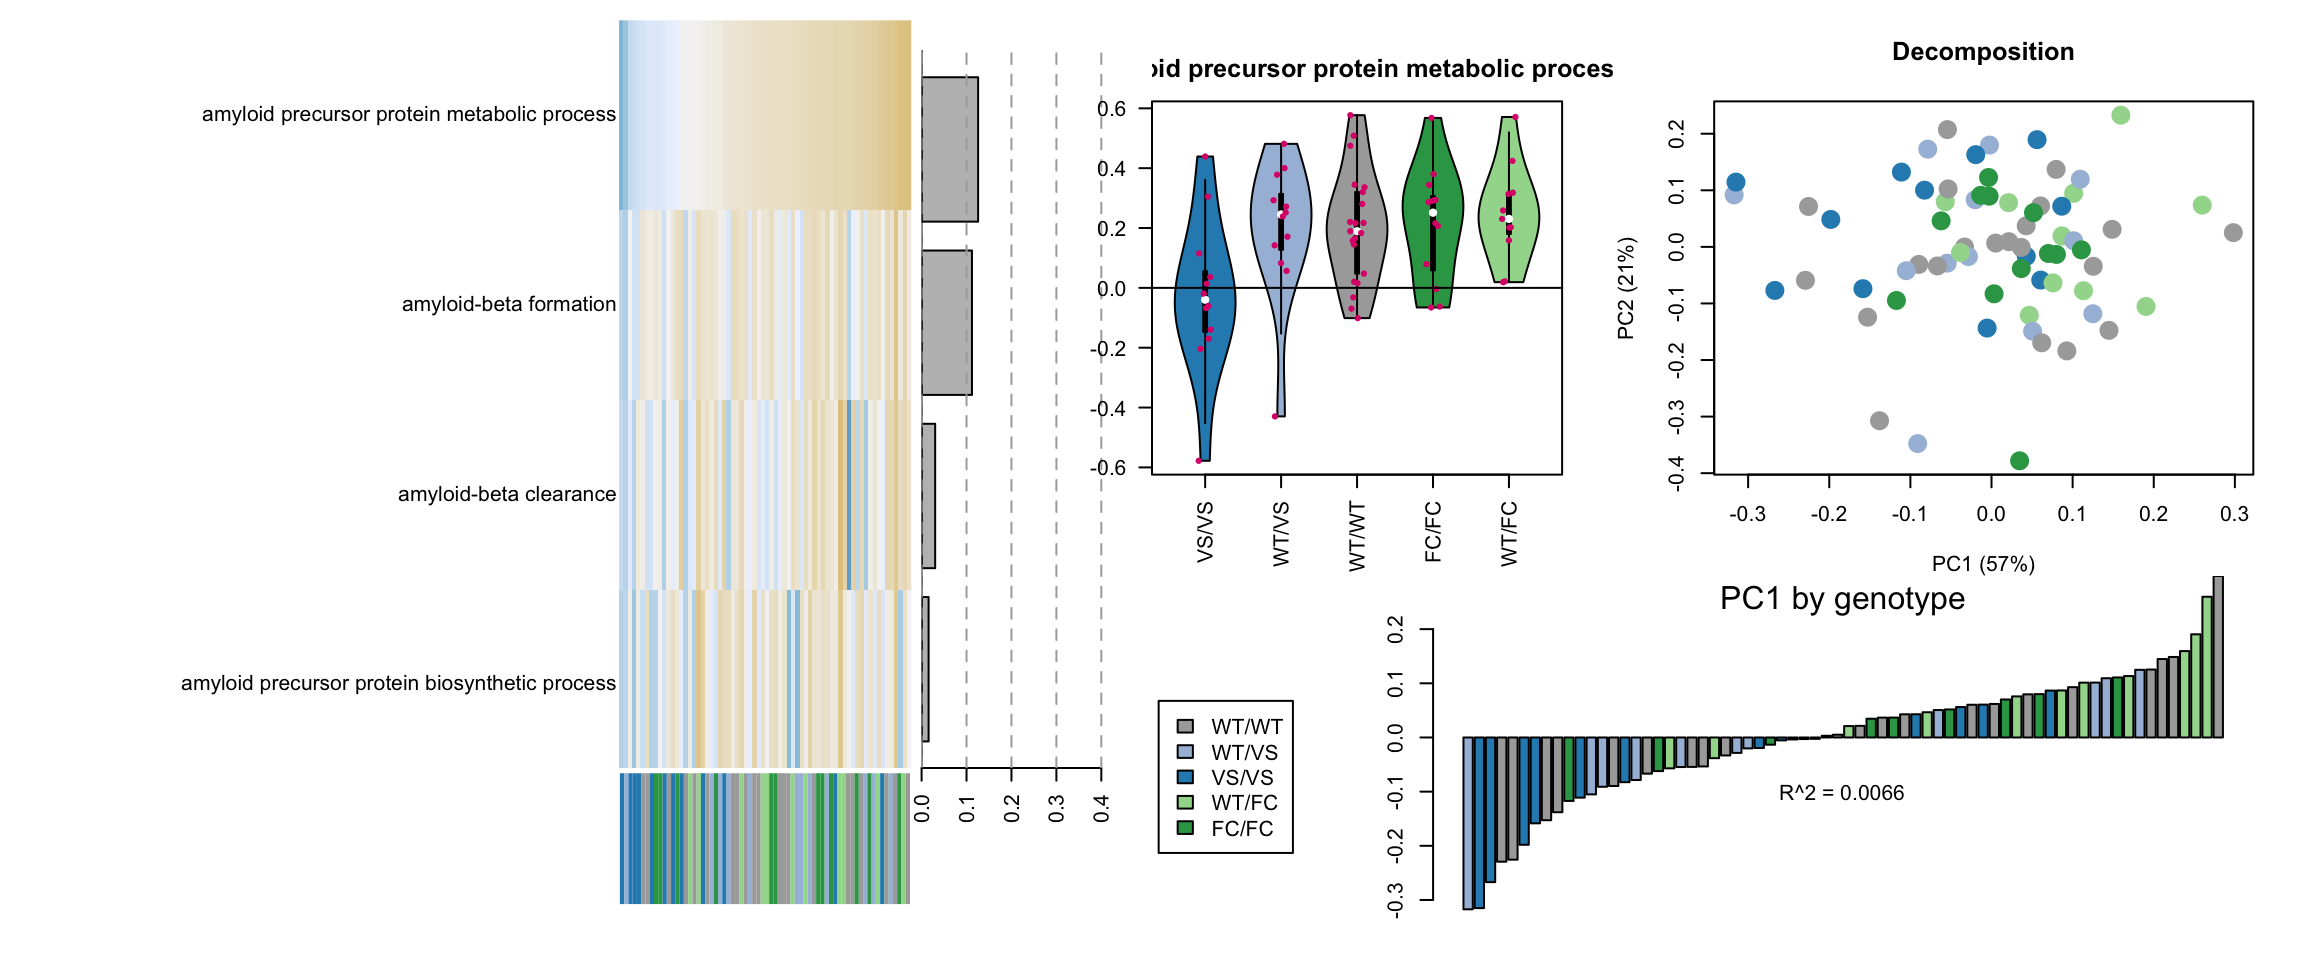 amyloid precursor protein metabolic process
amyloid-beta formation
amyloid-beta clearance
amyloid precursor protein biosynthetic process
0.0 0.1 0.2 0.3 0.4
oid precursor protein metabolic proces
0.6
0.4
0.2
0.0
-0.2
-0.4
-0.6
VS/VS WT/VS WT/WT FC/FC WT/FC
Decomposition
PC2 (21%)
0.2
0.1
0.0
-0.1
-0.2
-0.3
-0.4
-0.3 -0.2 -0.1 0.0 0.1 0.2 0.3
PC1 (57%)
WT/WT
WT/VS
VS/VS
WT/FC
FC/FC
PC1 by genotype
0.2
0.1
0.0
-0.1
-0.2
-0.3
R^2 = 0.0066